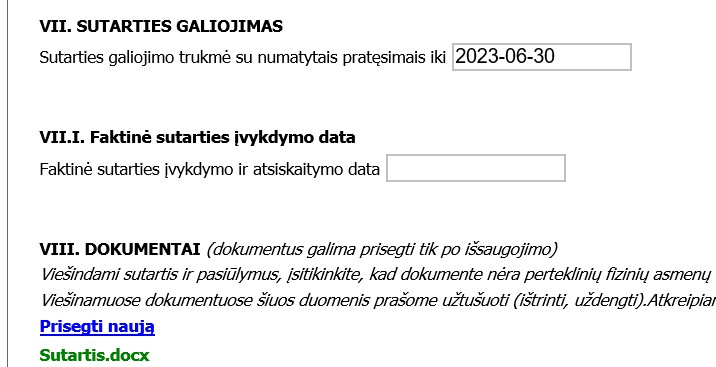 VII. SUTARTIES GALIOJIMAS
Sutarties galiojimo trukmė su numatytais pratęsimais iki 2023-06-30
VII.I. Faktinė sutarties įvykdymo data
Faktinė sutarties įvykdymo ir atsiskaitymo data
VIII. DOKUMENTAI (dokumentus galima prisegti tik po išsaugojimo)
Viešindami sutartis ir pasiūlymus, įsitikinkite, kad dokumente nėra perteklinių fizinių asmenų
Viešinamuose dokumentuose šiuos duomenis prašome užtušuoti (ištrinti, uždengti).Atkreipiam
Prisegti naują
Sutartis.docx